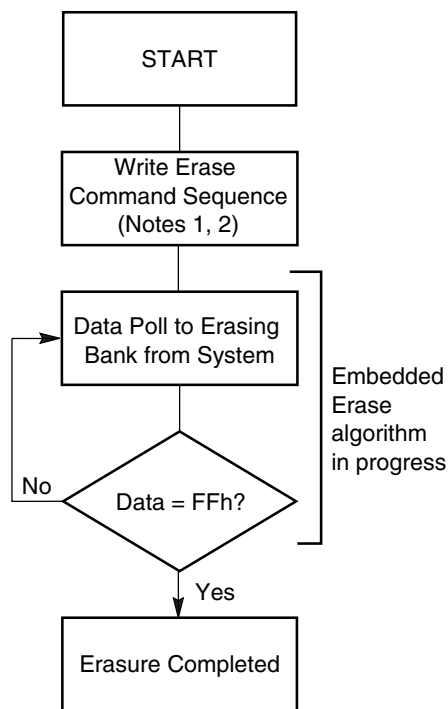 START
Write Erase
Command Sequence
(Notes 1, 2)
Data Poll to Erasing
Bank from System
Embedded
Erase
algorithm
in progress
No
Data = FFh?
Yes
Erasure Completed